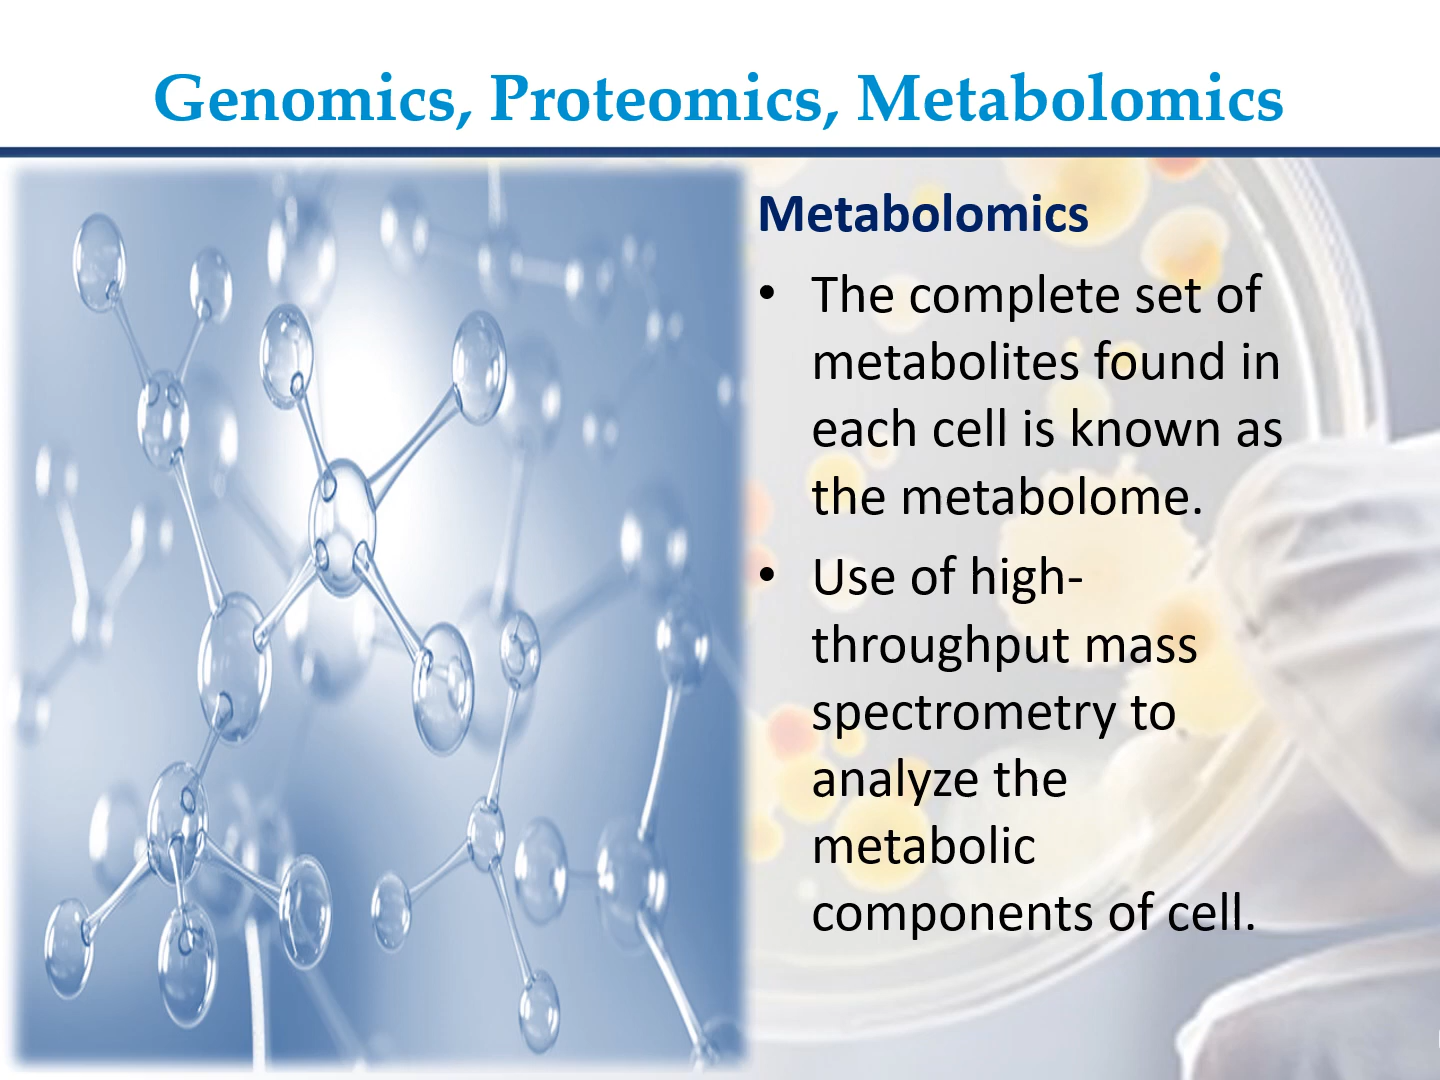 Genomics, Proteomics, Metabolomics
Metabolomics
• The complete set of
metabolites found in
each cell is known as
the metabolome.
• Use of high-
throughput mass
spectrometry to
analyze the
metabolic
components of cell.